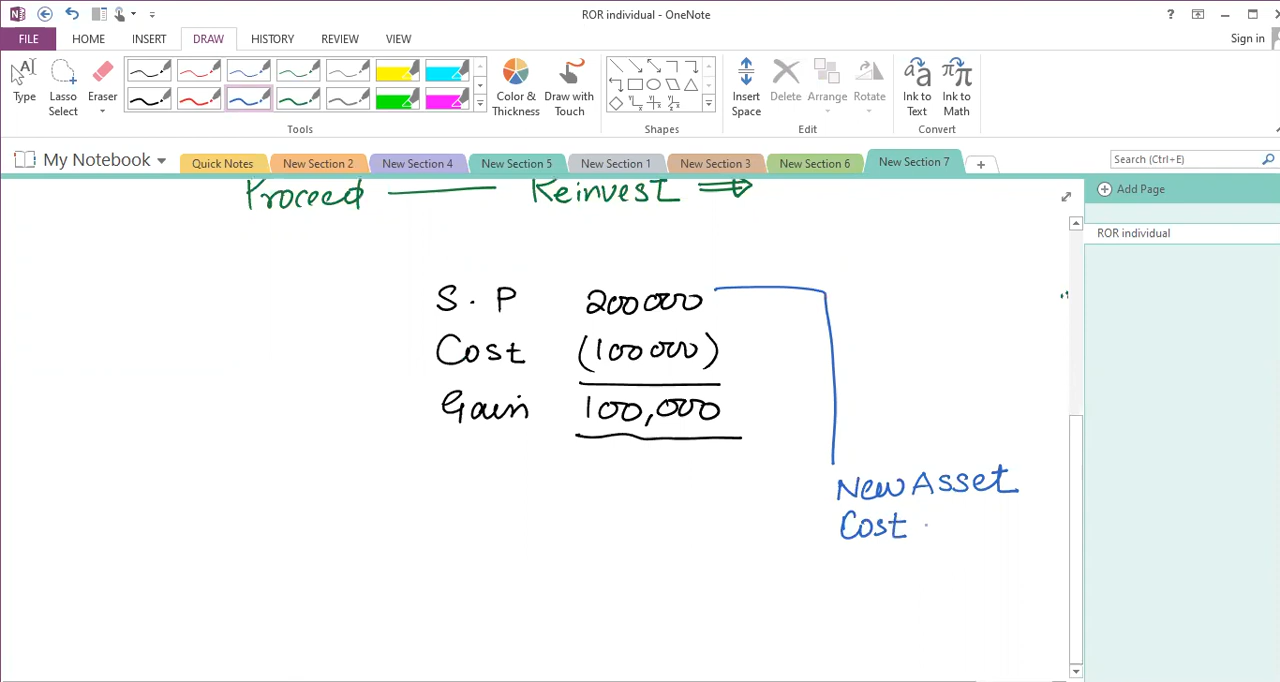 ROR individual - OneNote
?
FILE HOME INSERT DRAW HISTORY REVIEW VIEW
Sign in
Type
Lasso Select
Eraser
Color & Thickness
Draw with Touch
Insert Space
Delete
Arrange
Rotate
Ink to Text
Ink to Math
Tools
Shapes
Edit
Convert
My Notebook
Quick Notes
New Section 2
New Section 4
New Section 5
New Section 1
New Section 3
New Section 6
New Section 7
Search (Ctrl+E)
Add Page
ROR individual
Proceed Reinvest ⇒
S.P 200000
Cost (100000)
Gain 100,000
New Asset
Cost